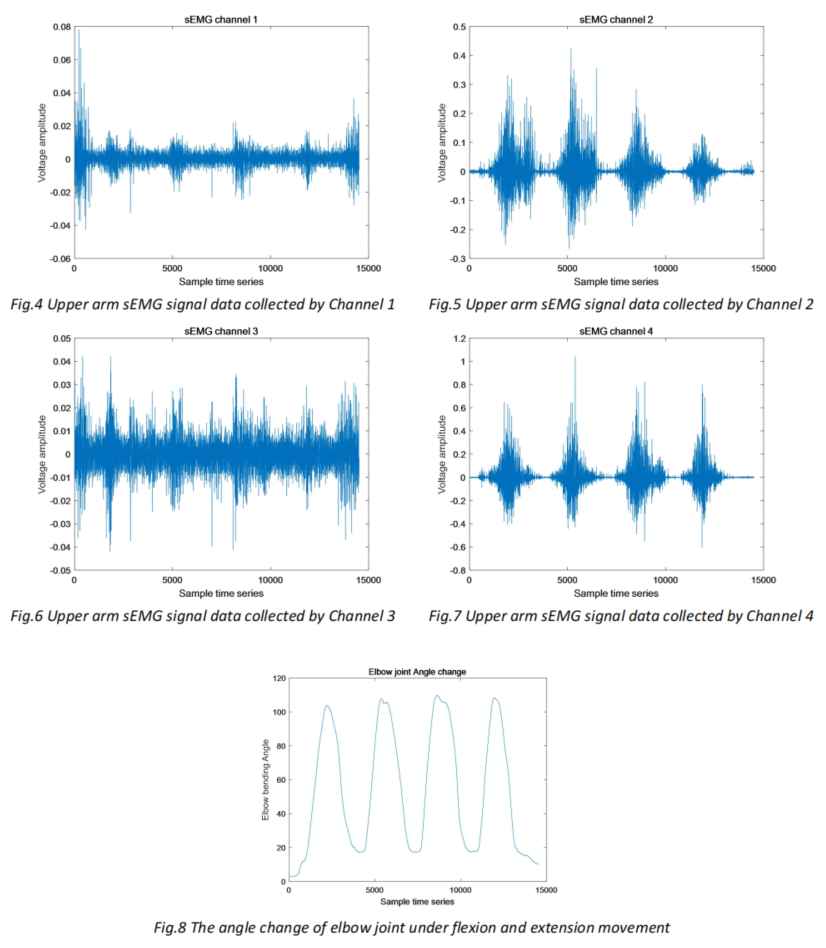 sEMG channel 1
0.08
0.06
0.04
0.02
0
-0.02
-0.04
-0.06
Voltage amplitude
0 5000 10000 15000
Sample time series
Fig.4 Upper arm sEMG signal data collected by Channel 1
sEMG channel 2
0.5
0.4
0.3
0.2
0.1
0
-0.1
-0.2
-0.3
Voltage amplitude
0 5000 10000 15000
Sample time series
Fig.5 Upper arm sEMG signal data collected by Channel 2
sEMG channel 3
0.05
0.04
0.03
0.02
0.01
0
-0.01
-0.02
-0.03
-0.04
-0.05
Voltage amplitude
0 5000 10000 15000
Sample time series
Fig.6 Upper arm sEMG signal data collected by Channel 3
sEMG channel 4
1.2
1
0.8
0.6
0.4
0.2
0
-0.2
-0.4
-0.6
-0.8
Voltage amplitude
0 5000 10000 15000
Sample time series
Fig.7 Upper arm sEMG signal data collected by Channel 4
Elbow joint Angle change
120
100
80
60
40
20
0
Elbow bending Angle
0 5000 10000 15000
Sample time series
Fig.8 The angle change of elbow joint under flexion and extension movement